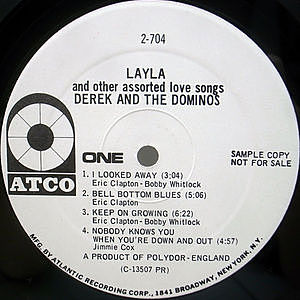 2-704
LAYLA
and other assorted love songs
DEREK AND THE DOMINOS
ATCO
ONE
SAMPLE COPY
NOT FOR SALE
1. I LOOKED AWAY (3:04)
Eric Clapton-Bobby Whitlock
2. BELL BOTTOM BLUES (5:06)
Eric Clapton
3. KEEP ON GROWING (6:22)
Eric Clapton-Bobby Whitlock
4. NOBODY KNOWS YOU
WHEN YOU'RE DOWN AND OUT (4:57)
Jimmie Cox
A PRODUCT OF POLYDOR-ENGLAND
(C-13507 PR)
MFG. BY ATLANTIC RECORDING CORP., 1841 BROADWAY, NEW YORK, N.Y.